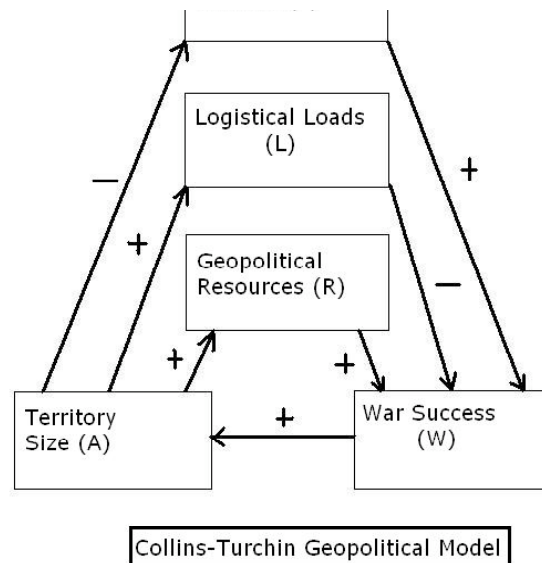 Logistical Loads
(L)
Geopolitical
Resources (R)
Territory
Size (A)
War Success
(W)
—
+
+
—
+
+
+
Collins-Turchin Geopolitical Model